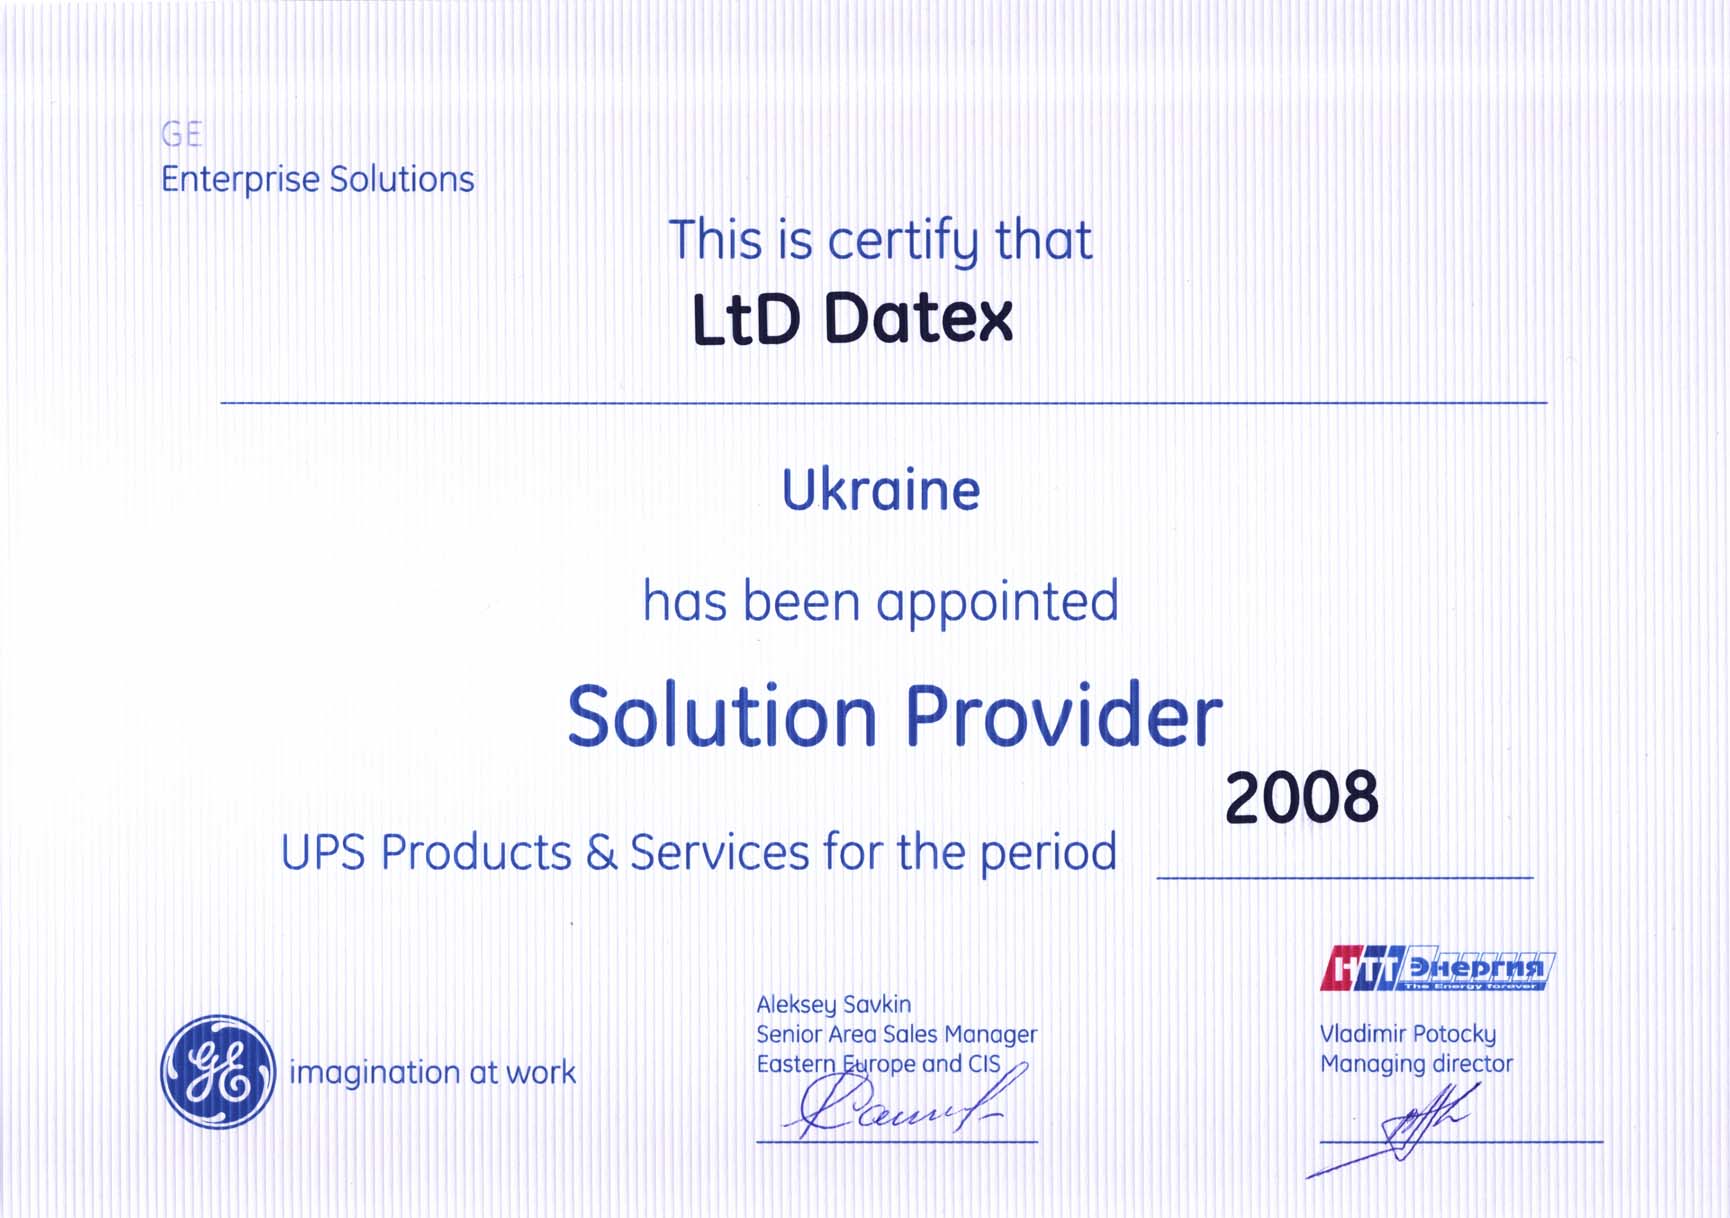 GE
Enterprise Solutions
This is certify that
LtD Datex
Ukraine
has been appointed
Solution Provider
2008
UPS Products & Services for the period
НТТ Энергия
The Energy forever
Aleksey Savkin
Senior Area Sales Manager
Eastern Europe and CIS
Vladimir Potocky
Managing director
GE
imagination at work